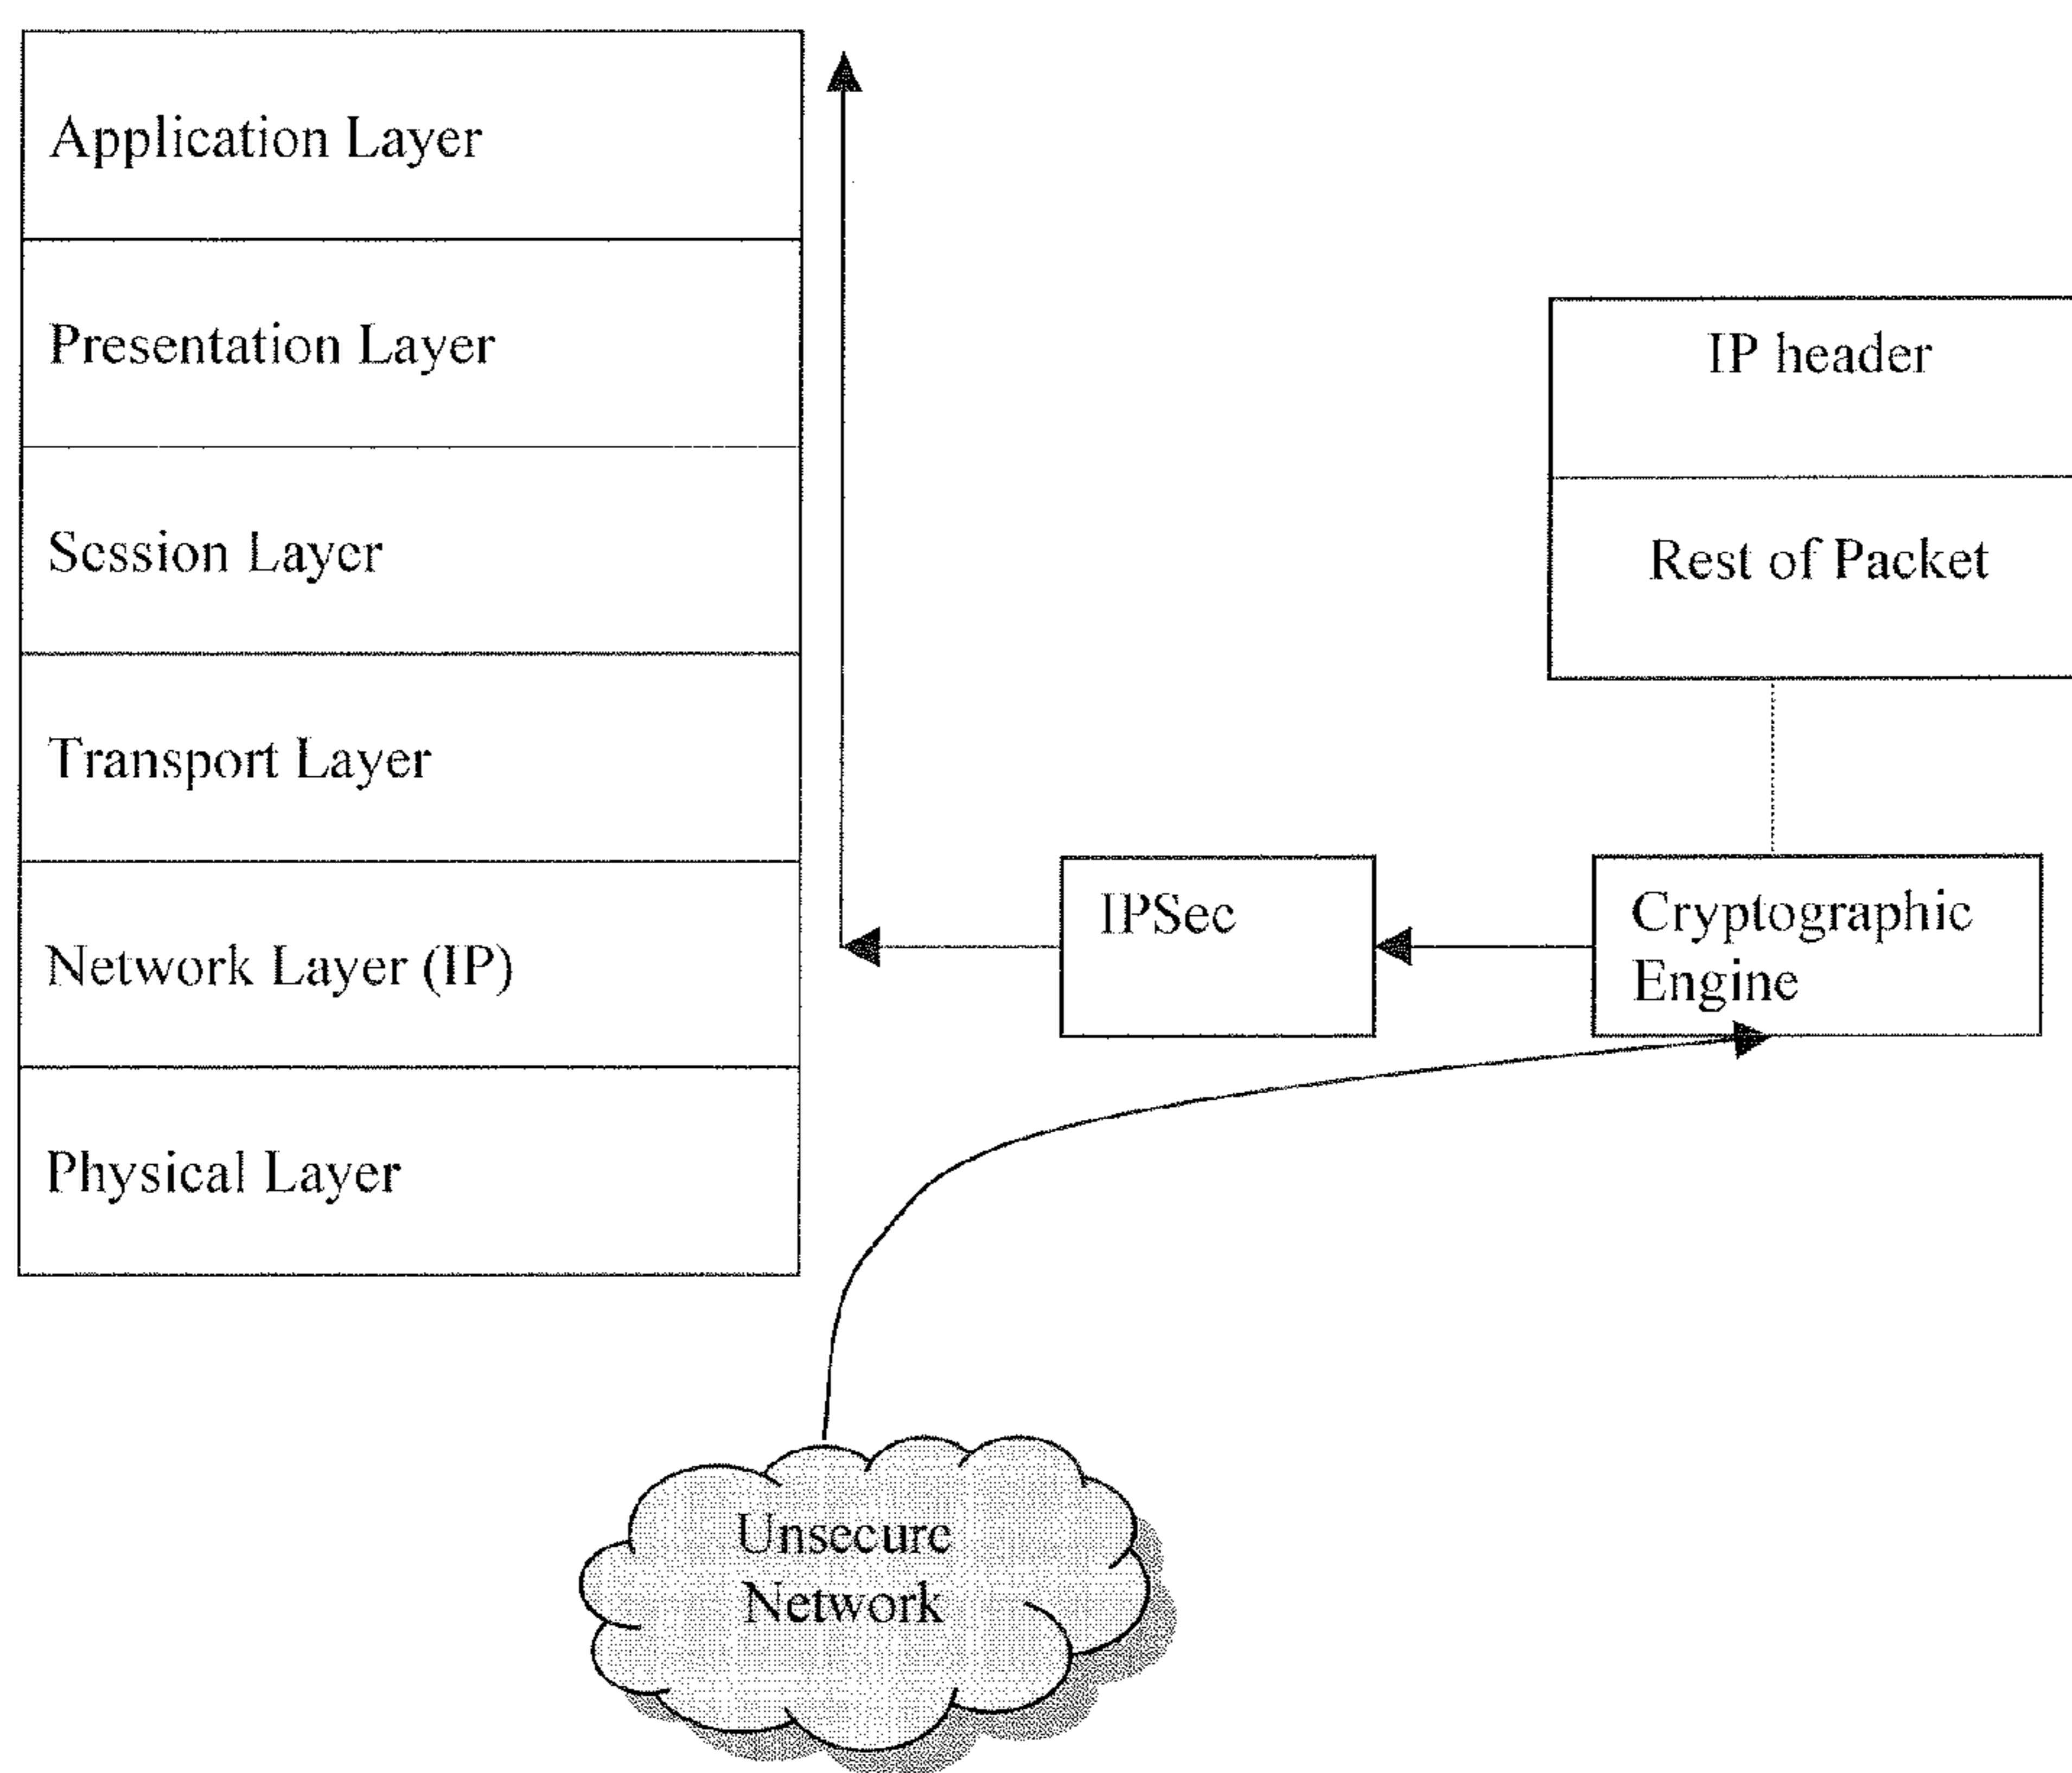 Application Layer
Presentation Layer
Session Layer
Transport Layer
Network Layer (IP)
Physical Layer
IP header
Rest of Packet
IPSec
Cryptographic
Engine
Unsecure
Network